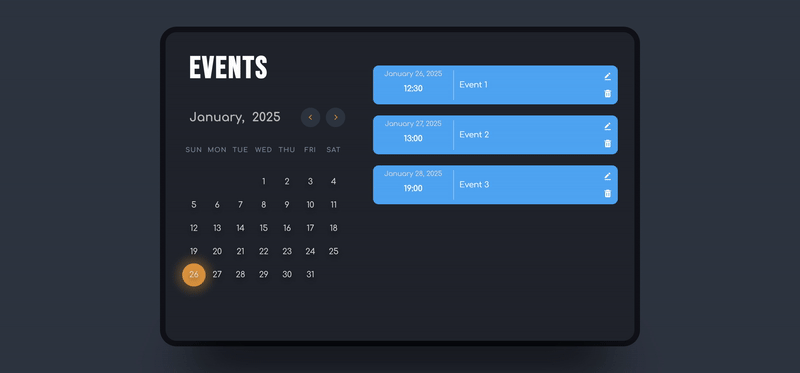 EVENTS
January, 2025
SUN MON TUE WED THU FRI SAT
1 2 3 4
5 6 7 8 9 10 11
12 13 14 15 16 17 18
19 20 21 22 23 24 25
26 27 28 29 30 31
January 26, 2025
12:30
Event 1
January 27, 2025
13:00
Event 2
January 28, 2025
19:00
Event 3